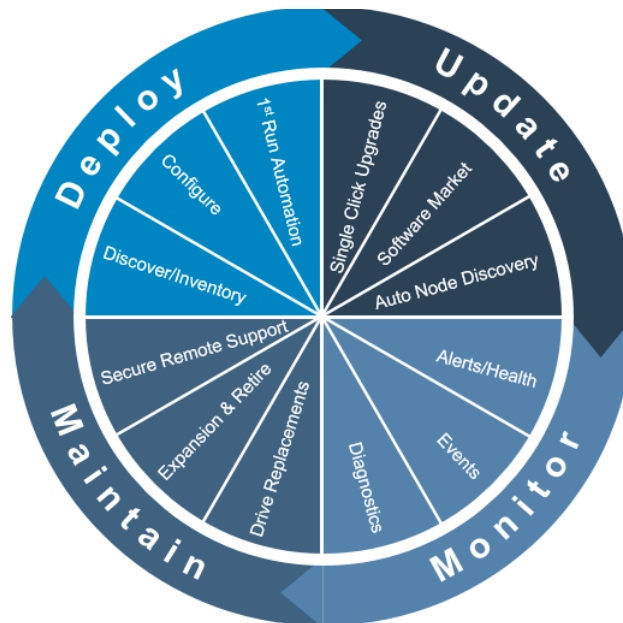 Deploy
Discover/Inventory
Configure
1st Run Automation
Update
Single Click Upgrades
Software Market
Auto Node Discovery
Monitor
Alerts/Health
Events
Diagnostics
Maintain
Drive Replacements
Expansion & Retire
Secure Remote Support